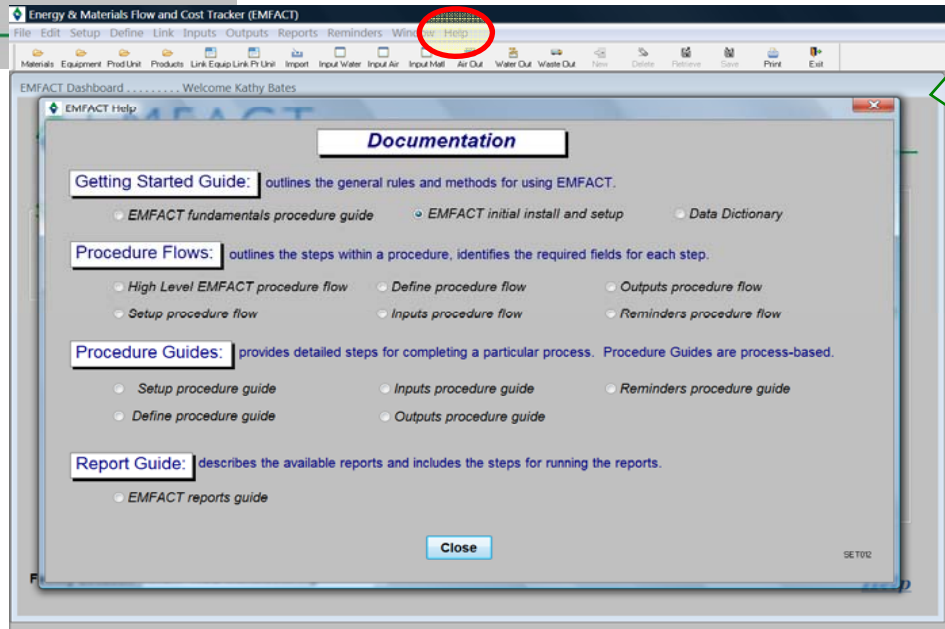 Energy & Materials Flow and Cost Tracker (EMFACT)
File Edit Setup Define Link Inputs Outputs Reports Reminders Window Help
Materials Equipment Prod Unit Products Link Equip Link Pr Unit Import Input Water Input Air Input Matl Air Out Water Out Waste Out New Delete Retrieve Save Print Exit
EMFACT Dashboard . . . . . . . . . Welcome Kathy Bates
EMFACT Help
Documentation
Getting Started Guide: outlines the general rules and methods for using EMFACT.
EMFACT fundamentals procedure guide EMFACT initial install and setup Data Dictionary
Procedure Flows: outlines the steps within a procedure, identifies the required fields for each step.
High Level EMFACT procedure flow Define procedure flow Outputs procedure flow
Setup procedure flow Inputs procedure flow Reminders procedure flow
Procedure Guides: provides detailed steps for completing a particular process. Procedure Guides are process-based.
Setup procedure guide Inputs procedure guide Reminders procedure guide
Define procedure guide Outputs procedure guide
Report Guide: describes the available reports and includes the steps for running the reports.
EMFACT reports guide
Close
SET012